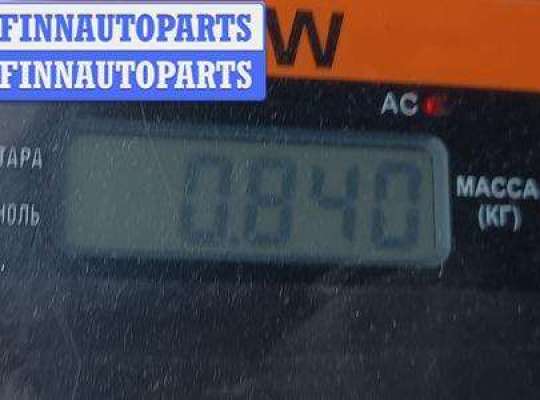 FINNAUTOPARTS
FINNAUTOPARTS
W
AC
ТАРА
НОЛЬ
0.840
МАССА
(КГ)